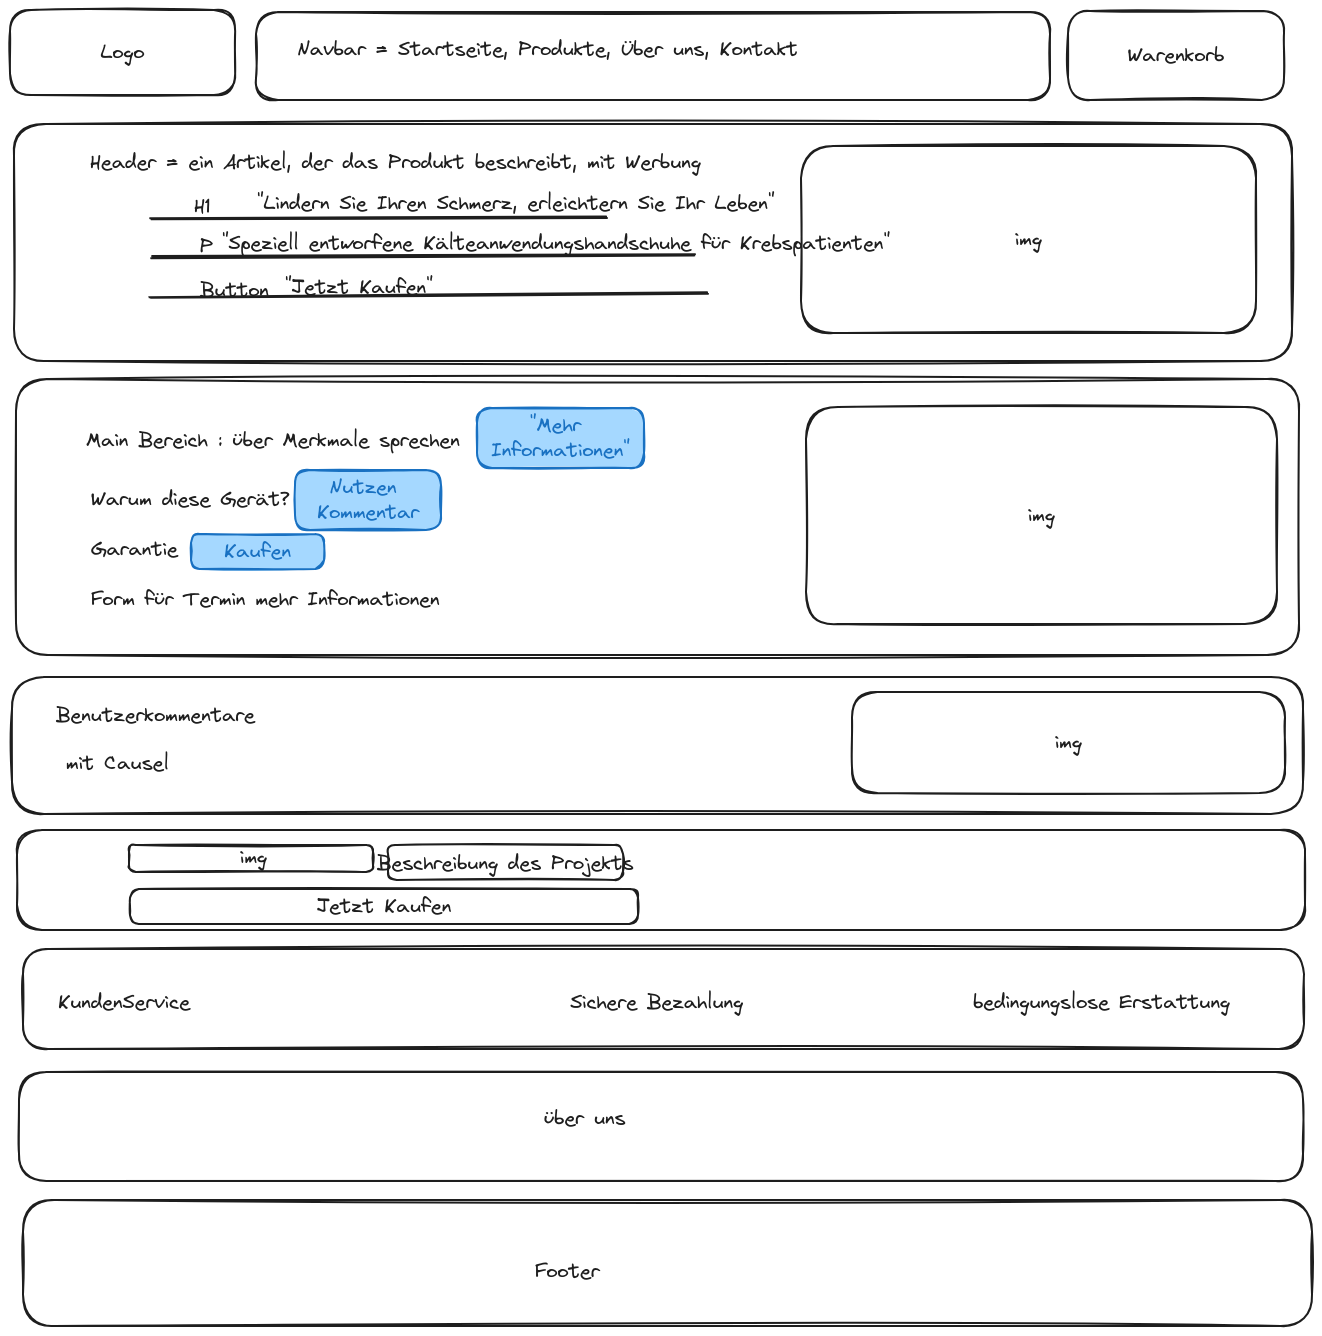 Logo
Navbar = Startseite, Produkte, Über uns, Kontakt
Warenkorb
Header = ein Artikel, der das Produkt beschreibt, mit Werbung
H1 "Lindern Sie Ihren Schmerz, erleichtern Sie Ihr Leben"
P "Speziell entworfene Kälteanwendungshandschuhe für Krebspatienten"
Button "Jetzt Kaufen"
img
Main Bereich : über Merkmale sprechen
"Mehr
Informationen"
Warum diese Gerät?
Nutzen
Kommentar
Garantie
Kaufen
Form für Termin mehr Informationen
img
Benutzerkommentare
mit Causel
img
img
Beschreibung des Projekts
Jetzt Kaufen
KundenService
Sichere Bezahlung
bedingungslose Erstattung
über uns
Footer